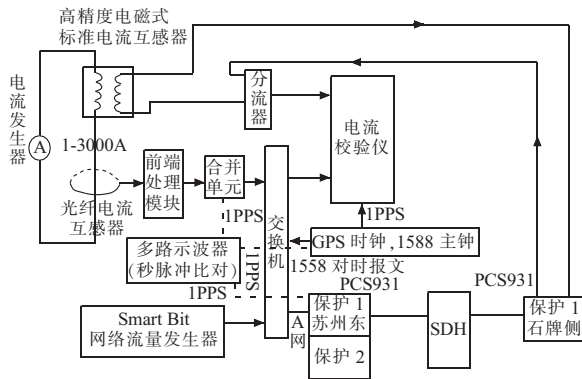 高精度电磁式
标准电流互感器
电流发生器
A
1-3000A
分流器
电流
校验仪
前端
处理
模块
合并
单元
光纤电流
互感器
1PPS
1PPS
交换机
GPS 时钟,1588 主钟
多路示波器
(秒脉冲比对)
1PPS
1558 对时报文
1PPS
PCS931
PCS931
Smart Bit
网络流量发生器
A
网
保护 1
苏州东
保护 2
SDH
保护 1
石牌侧